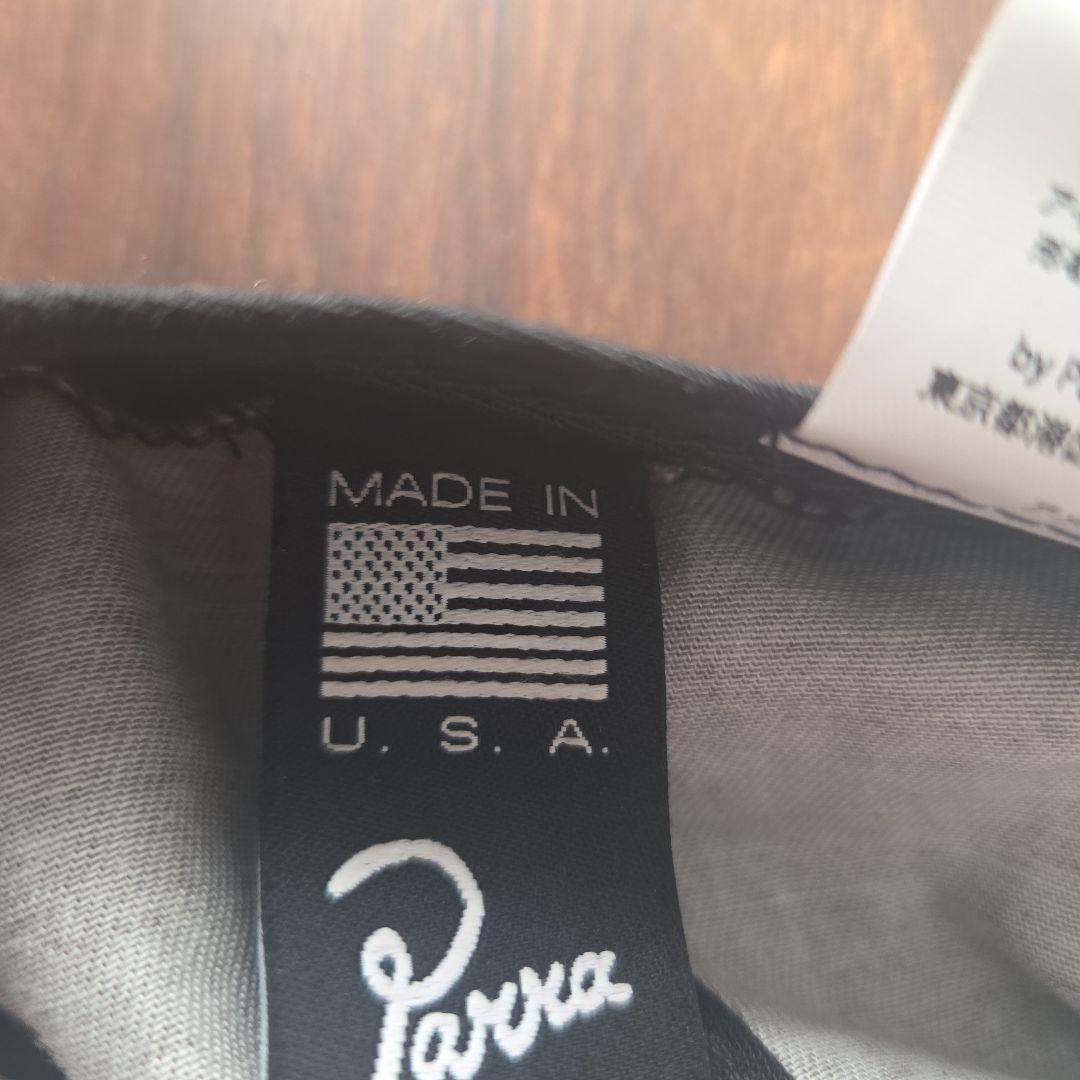 MADE IN
U. S. A.
Parra
by
東京都